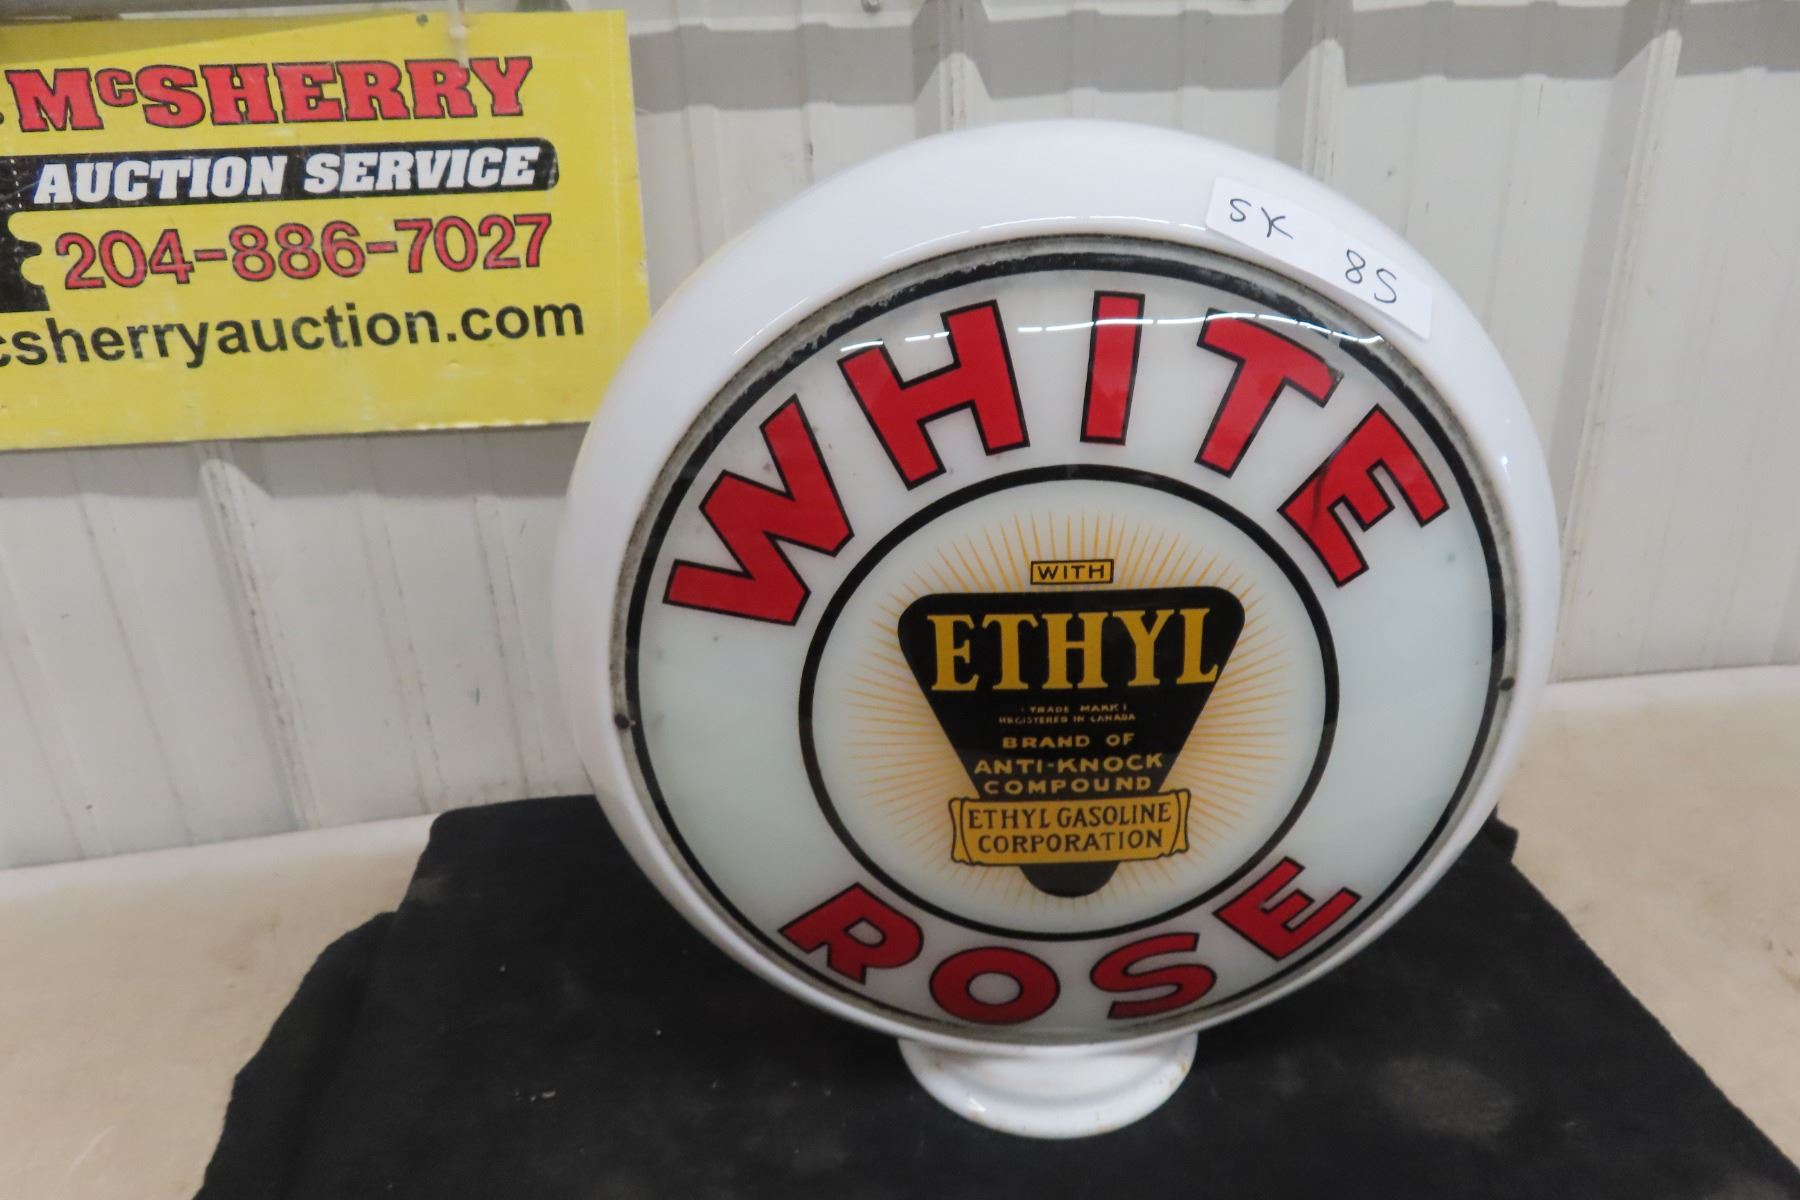 McSHERRY
AUCTION SERVICE
204-886-7027
csherryauction.com
SK 85
WHITE
WITH
ETHYL
TRADE MARK
REGISTERED IN CANADA
BRAND OF
ANTI-KNOCK
COMPOUND
ETHYL GASOLINE
CORPORATION
ROSE